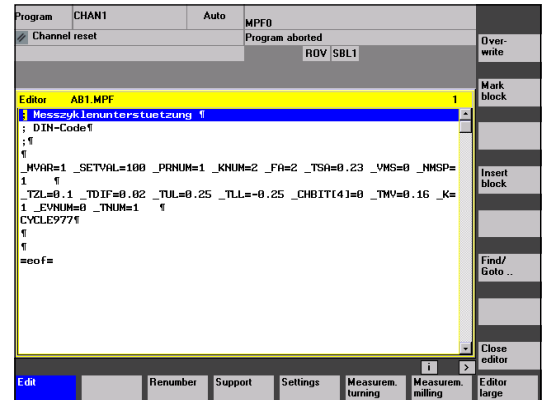 Program CHAN1 Auto MPF0
Channel reset Program aborted
ROV SBL1
Over-
write
Mark
block
Editor AB1.MPF 1
; Messzyklenunterstuetzung ¶
; DIN-Code¶
;¶
¶
_MVAR=1 _SETVAL=100 _PRNUM=1 _KNUM=2 _FA=2 _TSA=0.23 _VMS=0 _NMSP=
1 ¶
_TZL=0.1 _TDIF=0.02 _TUL=0.25 _TLL=-0.25 _CHBIT[4]=0 _TMV=0.16 _K=
1 _EVNUM=0 _TNUM=1 ¶
CYCLE977¶
¶
¶
=eof=
Insert
block
Find/
Goto ..
Close
editor
i >
Edit Renumber Support Settings Measurem.
turning Measurem.
milling Editor
large